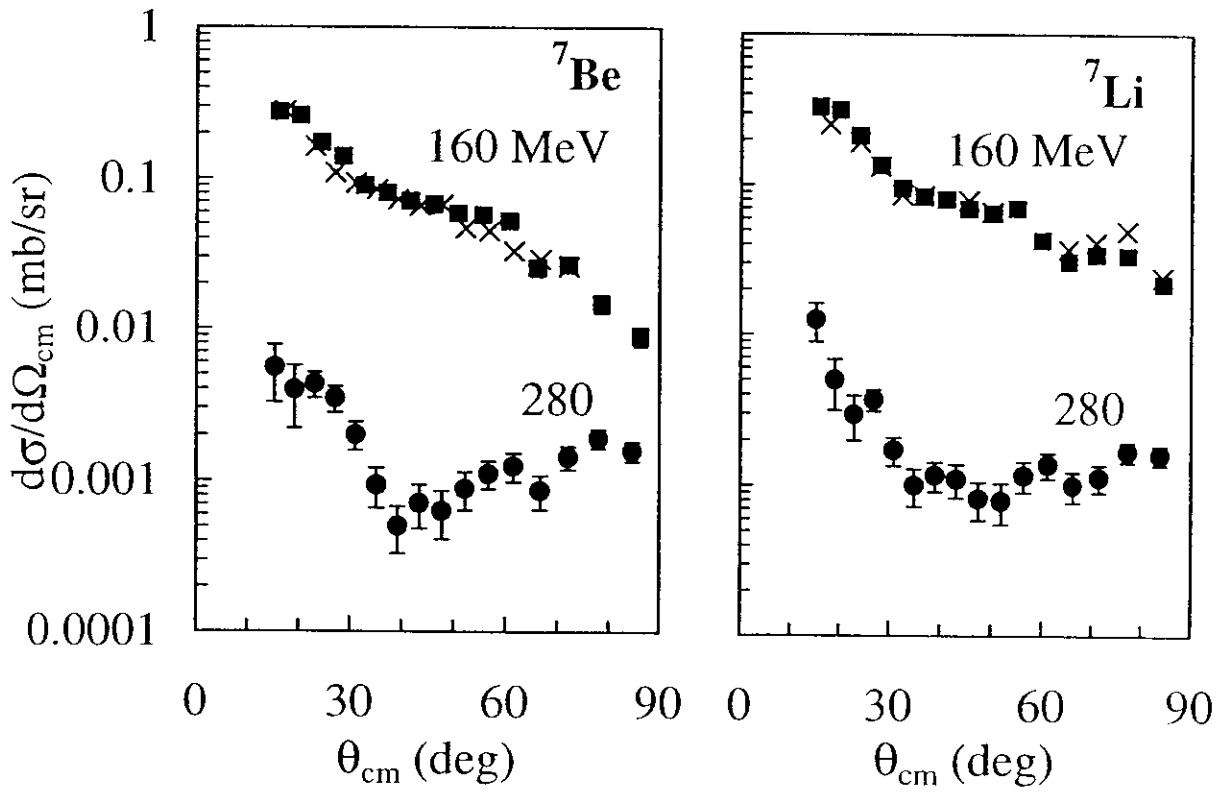 1
0.1
0.01
0.001
0.0001
dσ/dΩcm (mb/sr)
⁷Be
160 MeV
280
0 30 60 90
θcm (deg)
⁷Li
160 MeV
280
0 30 60 90
θcm (deg)